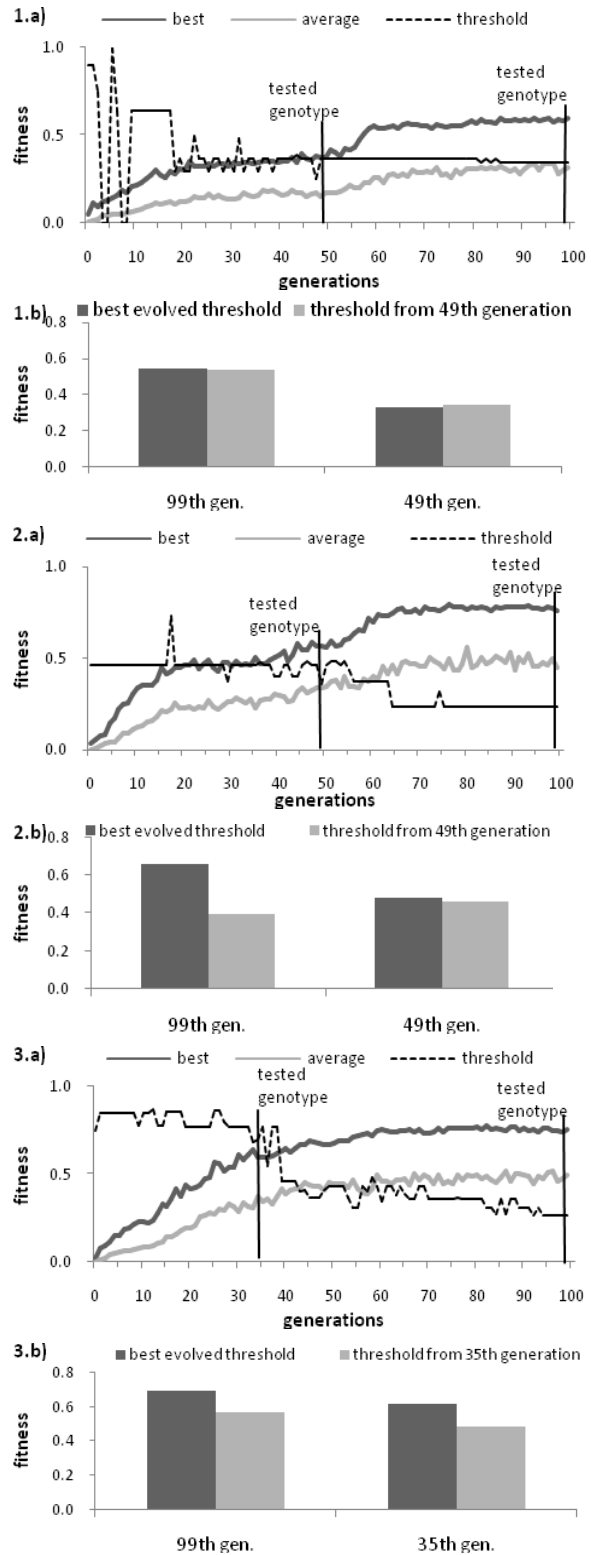 1.a)
best average threshold
1.0
0.5
0.0
fitness
tested
genotype
tested
genotype
0 10 20 30 40 50 60 70 80 90 100
generations
1.b)
best evolved threshold threshold from 49th generation
0.8
0.6
0.4
0.2
0.0
fitness
99th gen. 49th gen.
2.a)
best average threshold
1.0
0.5
0.0
fitness
tested
genotype
tested
genotype
0 10 20 30 40 50 60 70 80 90 100
generations
2.b)
best evolved threshold threshold from 49th generation
0.8
0.6
0.4
0.2
0.0
fitness
99th gen. 49th gen.
3.a)
best average threshold
1.0
0.5
0.0
fitness
tested
genotype
tested
genotype
0 10 20 30 40 50 60 70 80 90 100
generations
3.b)
best evolved threshold threshold from 35th generation
0.8
0.6
0.4
0.2
0.0
fitness
99th gen. 35th gen.